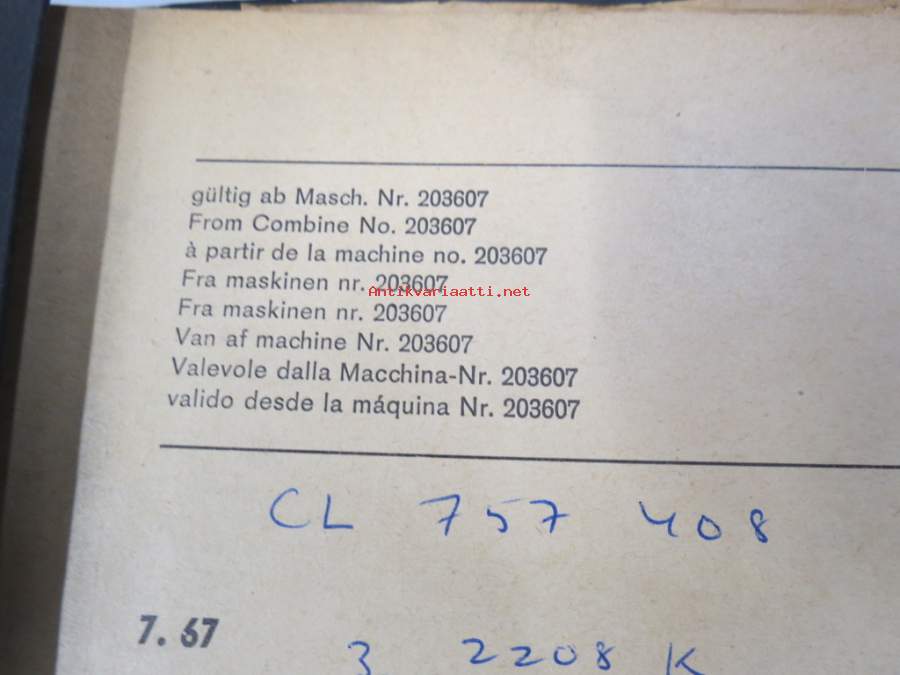 gültig ab Masch. Nr. 203607
From Combine No. 203607
à partir de la machine no. 203607
Fra maskinen nr. 203607
Antikvariaatti.net
Fra maskinen nr. 203607
Van af machine Nr. 203607
Valevole dalla Macchina-Nr. 203607
valido desde la máquina Nr. 203607
CL 757 408
7. 67
3 2208 K